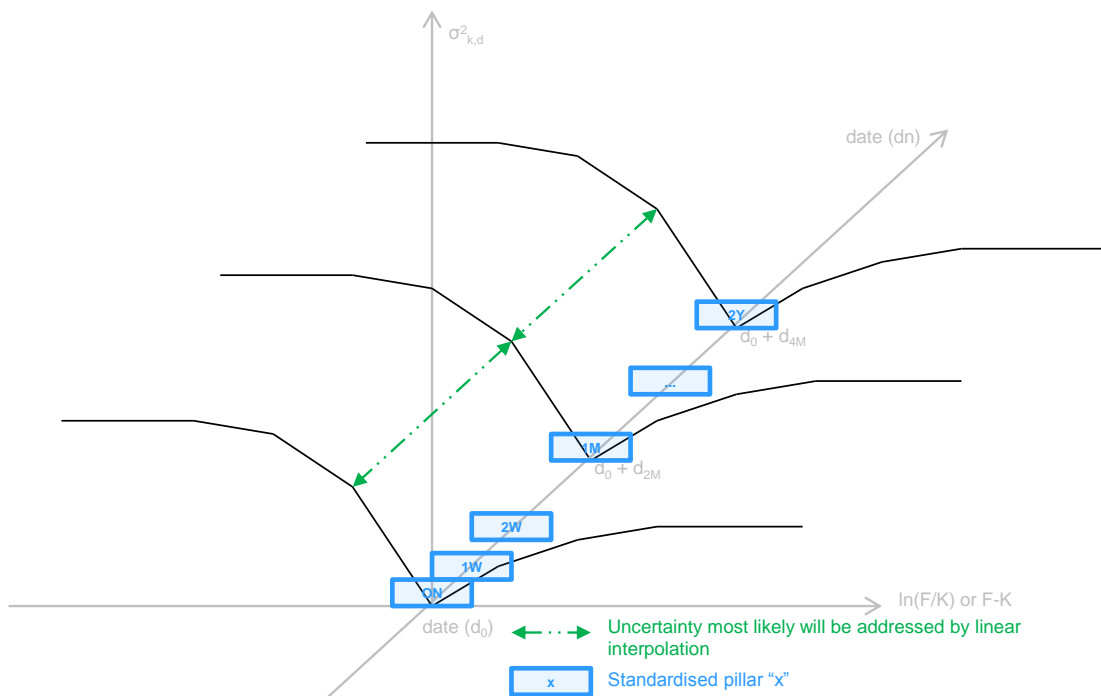 σ²k,d
date (dn)
2Y
d0 + d4M
...
1M
d0 + d2M
2W
1W
ON
ln(F/K) or F-K
date (d0)
Uncertainty most likely will be addressed by linear
interpolation
x
Standardised pillar “x”